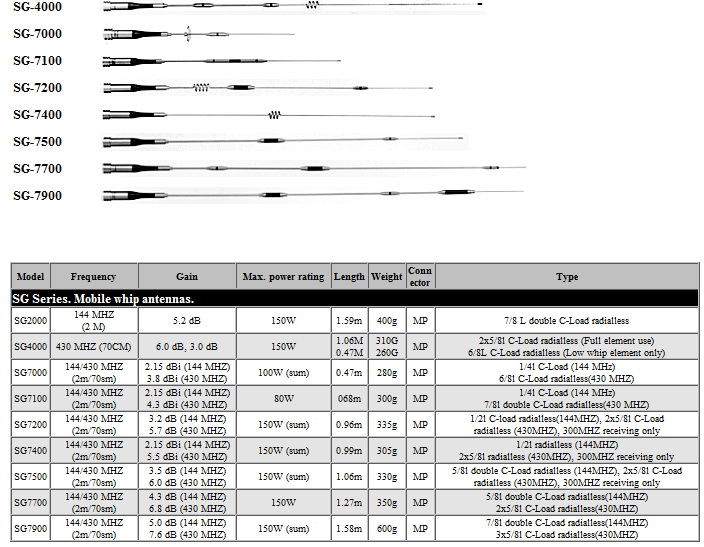 SG-4000
SG-7000
SG-7100
SG-7200
SG-7400
SG-7500
SG-7700
SG-7900
Model Frequency Gain Max. power rating Length Weight Conn ector Type
SG Series. Mobile whip antennas.
SG2000 144 MHZ (2 M) 5.2 dB 150W 1.59m 400g MP 7/8 L double C-Load radialless
SG4000 430 MHZ (70CM) 6.0 dB, 3.0 dB 150W 1.06M 0.47M 310G 260G MP 2x5/8l C-Load radialless (Full element use) 6/8L C-Load radialless (Low whip element only)
SG7000 144/430 MHZ (2m/70sm) 2.15 dBi (144 MHZ) 3.8 dBi (430 MHZ) 100W (sum) 0.47m 280g MP 1/4l C-Load (144 MHz) 6/8l C-Load radialless(430 MHZ)
SG7100 144/430 MHZ (2m/70sm) 2.15 dBi (144 MHZ) 4.3 dBi (430 MHZ) 80W 068m 300g MP 1/4l C-Load (144 MHz) 7/8l double C-Load radialless(430 MHZ)
SG7200 144/430 MHZ (2m/70sm) 3.2 dB (144 MHZ) 5.7 dB (430 MHZ) 150W (sum) 0.96m 335g MP 1/2l C-load radialless(144MHZ), 2x5/8l C-Load radialless (430MHZ), 300MHZ receiving only
SG7400 144/430 MHZ (2m/70sm) 2.15 dBi (144 MHZ) 5.5 dBi (430 MHZ) 150W (sum) 0.99m 305g MP 1/2l radialless (144MHZ) 2x5/8l radialless (430MHZ), 300MHZ receiving only
SG7500 144/430 MHZ (2m/70sm) 3.5 dB (144 MHZ) 6.0 dB (430 MHZ) 150W (sum) 1.06m 330g MP 5/8l double C-Load radialless (144MHZ), 2x5/8l C-Load radialless (430MHZ), 300MHZ receiving only
SG7700 144/430 MHZ (2m/70sm) 4.3 dB (144 MHZ) 6.8 dB (430 MHZ) 150W 1.27m 350g MP 5/8l double C-Load radialless(144MHZ) 2x5/8l C-Load radialless(430MHZ)
SG7900 144/430 MHZ (2m/70sm) 5.0 dB (144 MHZ) 7.6 dB (430 MHZ) 150W (sum) 1.58m 600g MP 7/8l double C-Load radialless(144MHZ) 3x5/8l C-Load radialless(430MHZ)